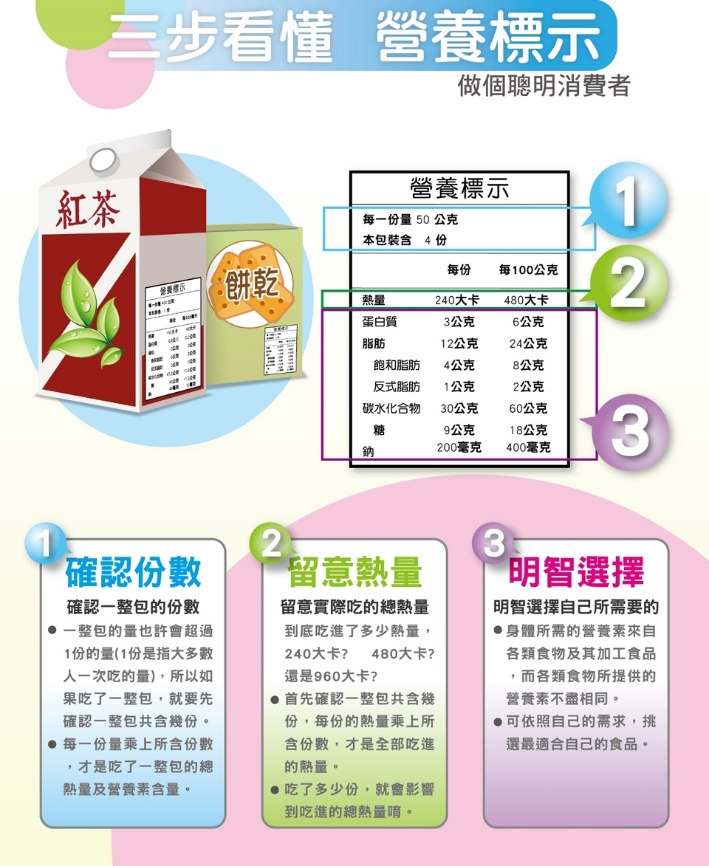 三步看懂 營養標示
做個聰明消費者
紅茶
營養標示
餅乾
營養標示
每一份量 50 公克
本包裝含 4 份
每份 每100公克
熱量 240大卡 480大卡
蛋白質 3公克 6公克
脂肪 12公克 24公克
飽和脂肪 4公克 8公克
反式脂肪 1公克 2公克
碳水化合物 30公克 60公克
糖 9公克 18公克
鈉 200毫克 400毫克
1
2
3
1
確認份數
確認一整包的份數
●一整包的量也許會超過
1份的量(1份是指大多數
人一次吃的量)，所以如
果吃了一整包，就要先
確認一整包共含幾份。
●每一份量乘上所含份數
，才是吃了一整包的總
熱量及營養素含量。
2
留意熱量
留意實際吃的總熱量
到底吃進了多少熱量，
240大卡? 480大卡?
還是960大卡?
●首先確認一整包共含幾
份，每份的熱量乘上所
含份數，才是全部吃進
的熱量。
●吃了多少份，就會影響
到吃進的總熱量唷。
3
明智選擇
明智選擇自己所需要的
●身體所需的營養素來自
各類食物及其加工食品
，而各類食物所提供的
營養素不盡相同。
●可依照自己的需求，挑
選最適合自己的食品。